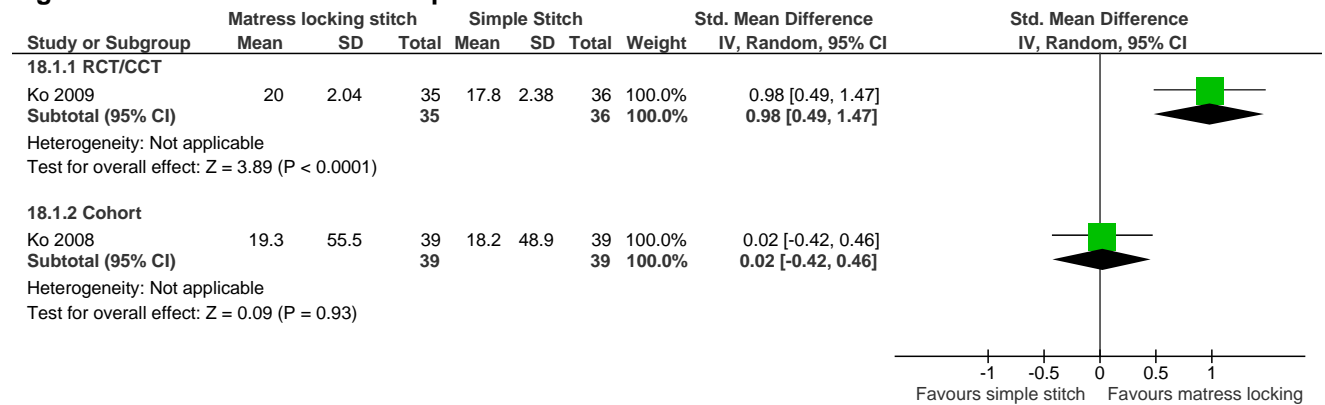 Matress locking stitch Simple Stitch Std. Mean Difference Std. Mean Difference
Study or Subgroup Mean SD Total Mean SD Total Weight IV, Random, 95% CI IV, Random, 95% CI
18.1.1 RCT/CCT
Ko 2009 20 2.04 35 17.8 2.38 36 100.0% 0.98 [0.49, 1.47]
Subtotal (95% CI) 35 36 100.0% 0.98 [0.49, 1.47]
Heterogeneity: Not applicable
Test for overall effect: Z = 3.89 (P < 0.0001)
18.1.2 Cohort
Ko 2008 19.3 55.5 39 18.2 48.9 39 100.0% 0.02 [-0.42, 0.46]
Subtotal (95% CI) 39 39 100.0% 0.02 [-0.42, 0.46]
Heterogeneity: Not applicable
Test for overall effect: Z = 0.09 (P = 0.93)
-1 -0.5 0 0.5 1
Favours simple stitch Favours matress locking